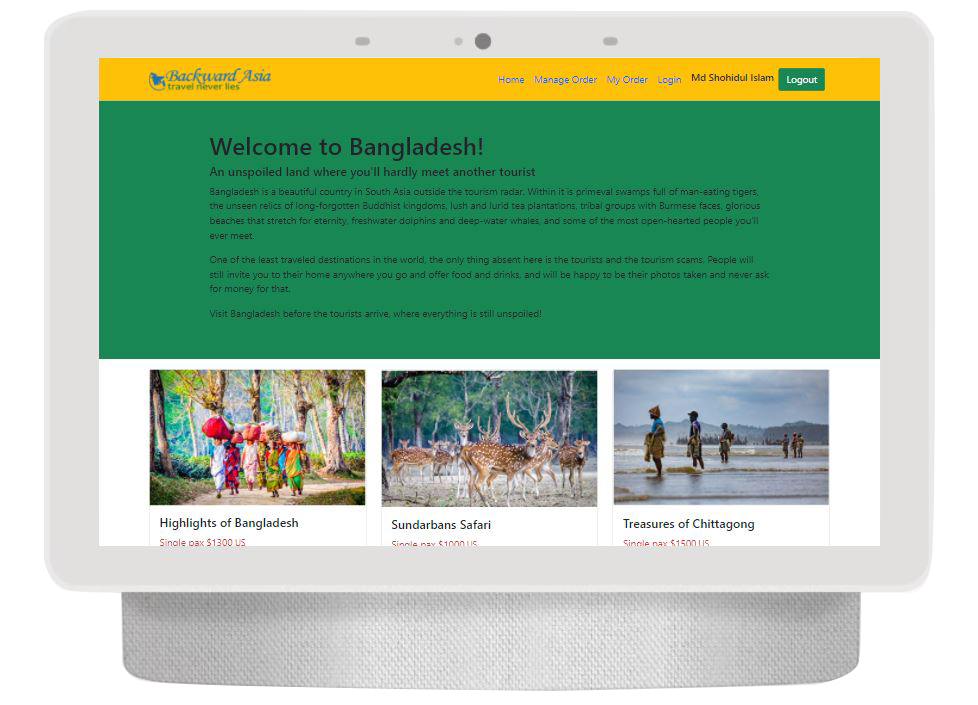 Backward Asia
travel never lies
Home Manage Order My Order Login Md Shohidul Islam Logout
Welcome to Bangladesh!
An unspoiled land where you'll hardly meet another tourist
Bangladesh is a beautiful country in South Asia outside the tourism radar. Within it is primeval swamps full of man-eating tigers,
the unseen relics of long-forgotten Buddhist kingdoms, lush and lurid tea plantations, tribal groups with Burmese faces, glorious
beaches that stretch for eternity, freshwater dolphins and deep-water whales, and some of the most open-hearted people you'll
ever meet.
One of the least traveled destinations in the world, the only thing absent here is the tourists and the tourism scams. People will
still invite you to their home anywhere you go and offer food and drinks, and will be happy to be their photos taken and never ask
for money for that.
Visit Bangladesh before the tourists arrive, where everything is still unspoiled!
Highlights of Bangladesh
Single pax $1300 US
Sundarbans Safari
Single pax $1000 US
Treasures of Chittagong
Single pax $1500 US